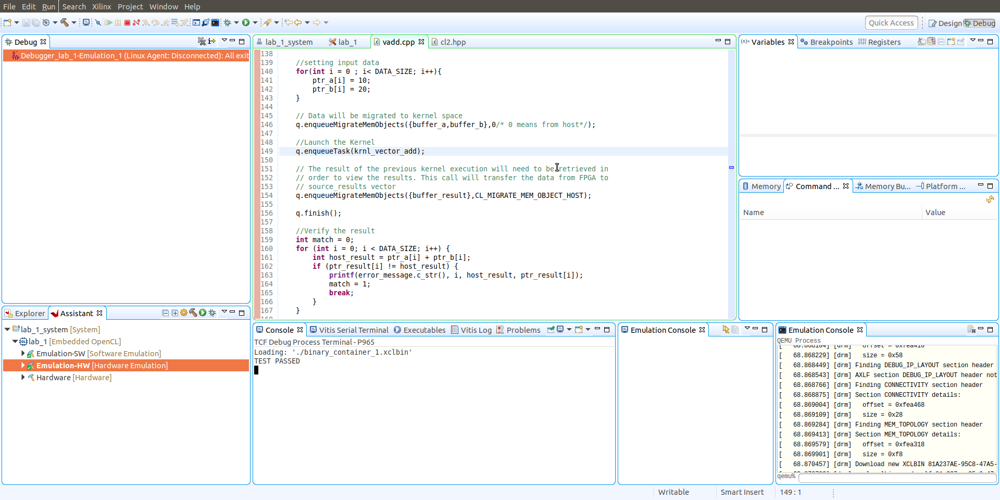 File Edit Run Search Xilinx Project Window Help
Quick Access
Design Debug
Debug
Debugger_lab_1-Emulation_1 (Linux Agent: Disconnected): All exit
lab_1_system lab_1 vadd.cpp cl2.hpp
138
139 //setting input data
140 for(int i = 0 ; i< DATA_SIZE; i++){
141 ptr_a[i] = 10;
142 ptr_b[i] = 20;
143 }
144
145 // Data will be migrated to kernel space
146 q.enqueueMigrateMemObjects({buffer_a,buffer_b},0/* 0 means from host*/);
147
148 //Launch the Kernel
149 q.enqueueTask(krnl_vector_add);
150
151 // The result of the previous kernel execution will need to be retrieved in
152 // order to view the results. This call will transfer the data from FPGA to
153 // source_results vector
154 q.enqueueMigrateMemObjects({buffer_result},CL_MIGRATE_MEM_OBJECT_HOST);
155
156 q.finish();
157
158 //Verify the result
159 int match = 0;
160 for (int i = 0; i < DATA_SIZE; i++) {
161 int host_result = ptr_a[i] + ptr_b[i];
162 if (ptr_result[i] != host_result) {
163 printf(error_message.c_str(), i, host_result, ptr_result[i]);
164 match = 1;
165 break;
166 }
167 }
(x)= Variables Breakpoints Registers
Memory Command ... Memory Bu... Platform ...
Name Value
Explorer Assistant
lab_1_system [System]
lab_1 [Embedded OpenCL]
Emulation-SW [Software Emulation]
Emulation-HW [Hardware Emulation]
Hardware [Hardware]
Console Vitis Serial Terminal Executables Vitis Log Problems
TCF Debug Process Terminal - P965
Loading: './binary_container_1.xclbin'
TEST PASSED
Emulation Console
Emulation Console
QEMU Process
[ 68.868104] [drm] offset = 0xfea410
[ 68.868229] [drm] size = 0x58
[ 68.868449] [drm] Finding DEBUG_IP_LAYOUT section header
[ 68.868543] [drm] AXLF section DEBUG_IP_LAYOUT header not
[ 68.868766] [drm] Finding CONNECTIVITY section header
[ 68.868875] [drm] Section CONNECTIVITY details:
[ 68.869004] [drm] offset = 0xfea468
[ 68.869109] [drm] size = 0x28
[ 68.869284] [drm] Finding MEM_TOPOLOGY section header
[ 68.869413] [drm] Section MEM_TOPOLOGY details:
[ 68.869579] [drm] offset = 0xfea318
[ 68.869901] [drm] size = 0xf8
[ 68.870457] [drm] Download new XCLBIN 81A237AE-95C8-47A5-
qemu%
Writable Smart Insert 149 : 1